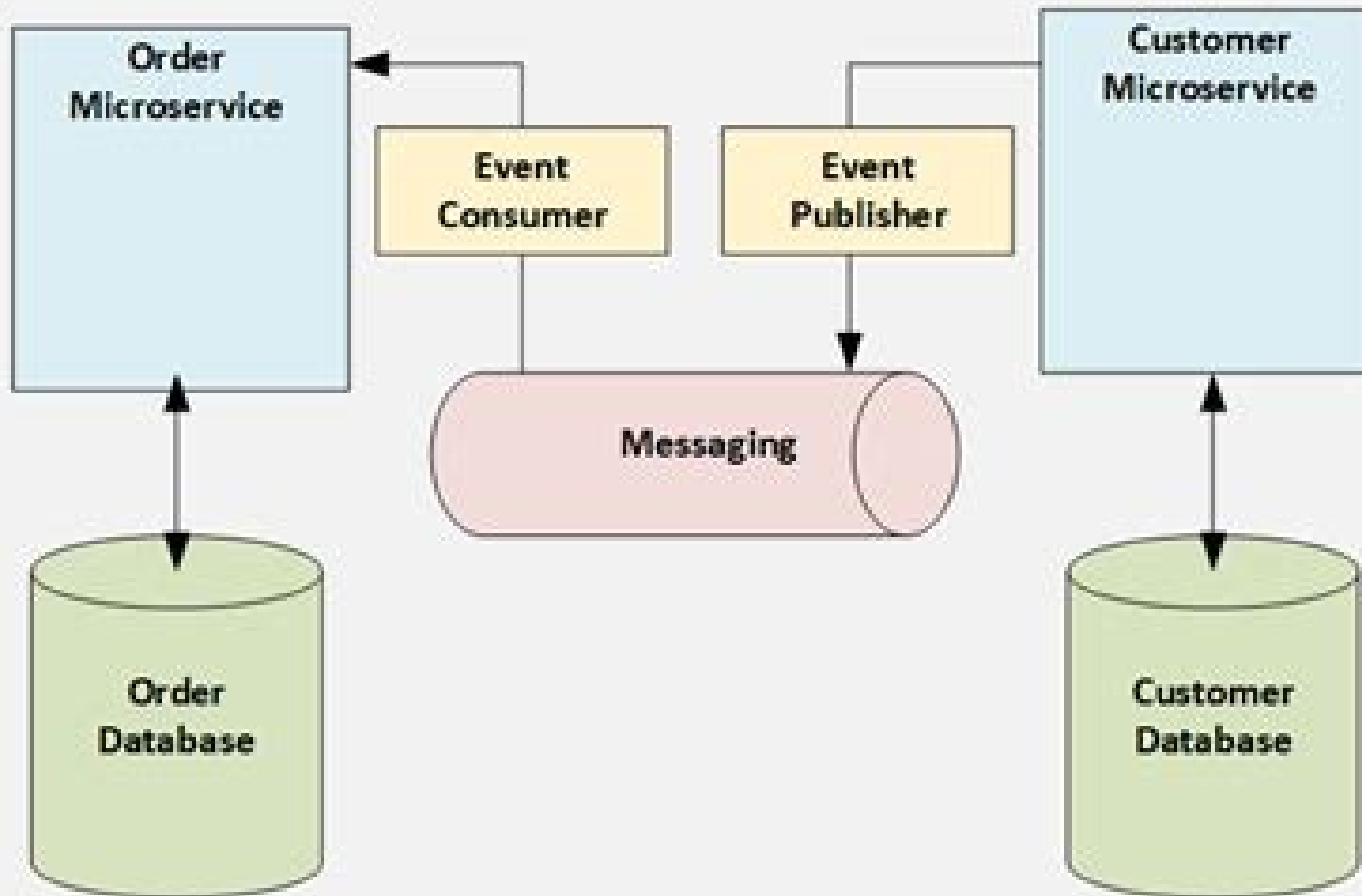 Order
Microservice
Customer
Microservice
Event
Consumer
Event
Publisher
Messaging
Order
Database
Customer
Database